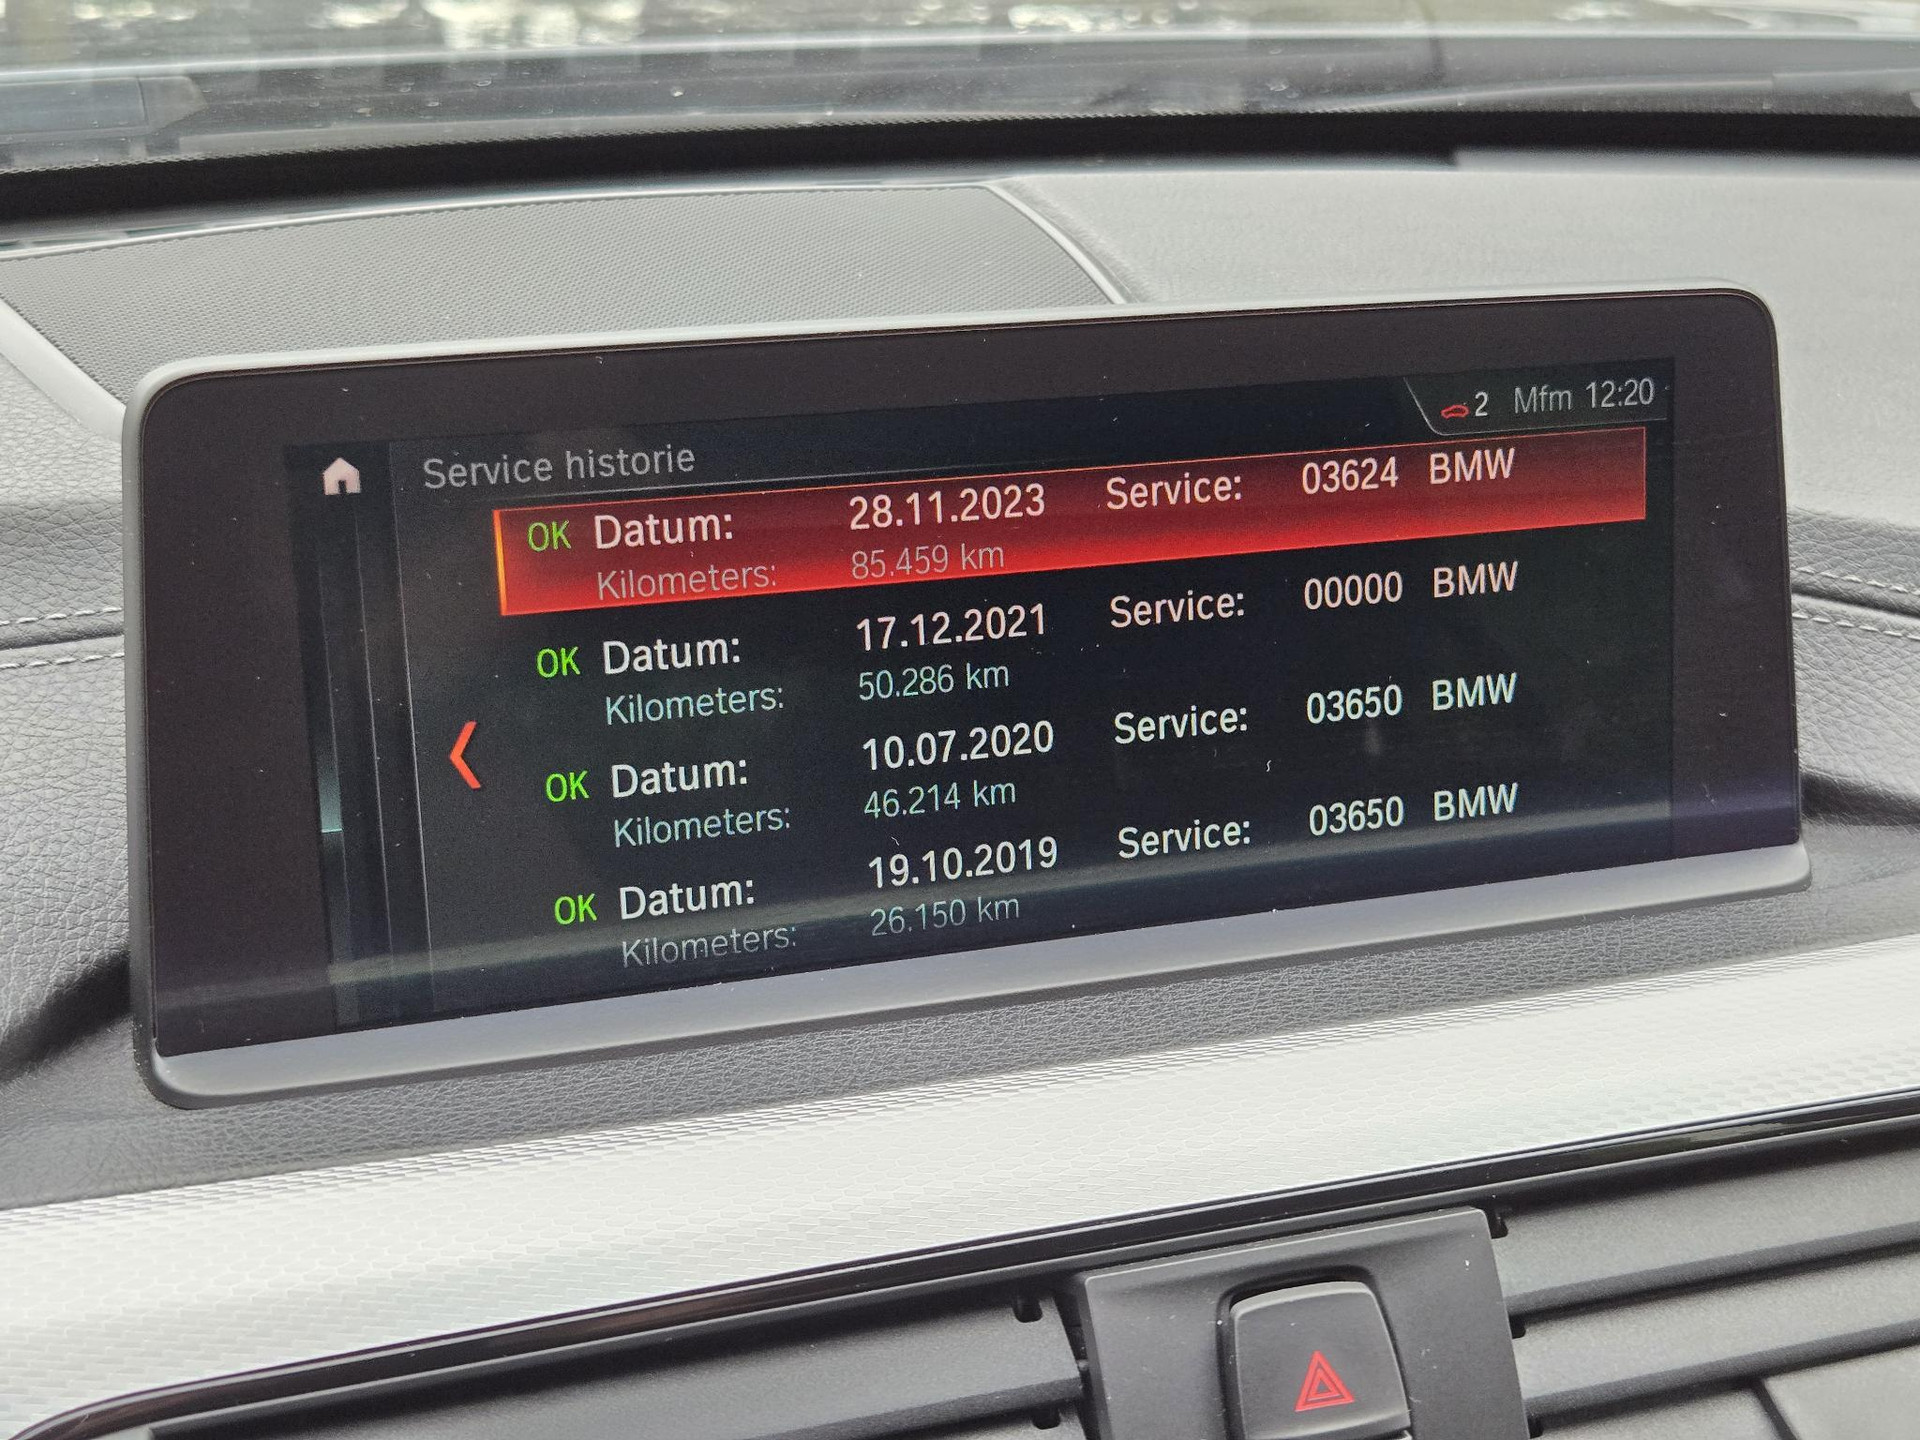 2 Mfm 12:20
Service historie
OK Datum: 28.11.2023 Service: 03624 BMW
Kilometers: 85.459 km
OK Datum: 17.12.2021 Service: 00000 BMW
Kilometers: 50.286 km
OK Datum: 10.07.2020 Service: 03650 BMW
Kilometers: 46.214 km
OK Datum: 19.10.2019 Service: 03650 BMW
Kilometers: 26.150 km